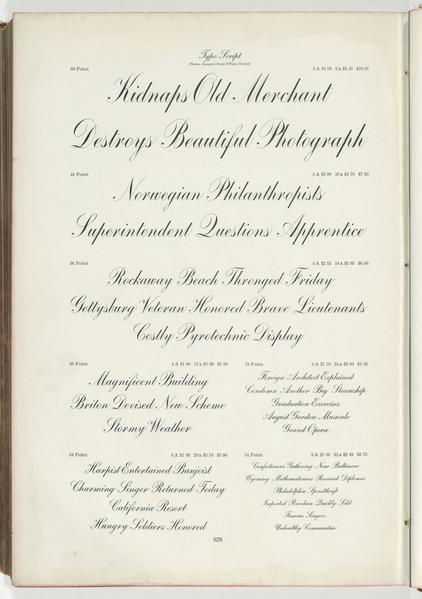 Typo Script
60 Point
Kidnaps Old Merchant
Destroys Beautiful Photograph
48 Point
Norwegian Philanthropists
Superintendent Questions Apprentice
36 Point
Rockaway Beach Thronged Friday
Gettysburg Veteran Honored Brave Lieutenants
Costly Pyrotechnic Display
30 Point
Magnificent Building
Briton Devised New Scheme
Stormy Weather
18 Point
Foreign Architect Explained
Condemn Another Big Steamship
Graduation Exercises
August Garden Musicale
Grand Opera
24 Point
Harpist Entertained Banjoist
Charming Singer Returned Today
California Resort
Hungry Soldiers Honored
14 Point
Confectioners Gathering Near Baltimore
Wyoming Mathematicians Received Diplomas
Philadelphia Spendthrift
Imported Porcelain Quickly Sold
Famous Singers
Unhealthy Communities
828